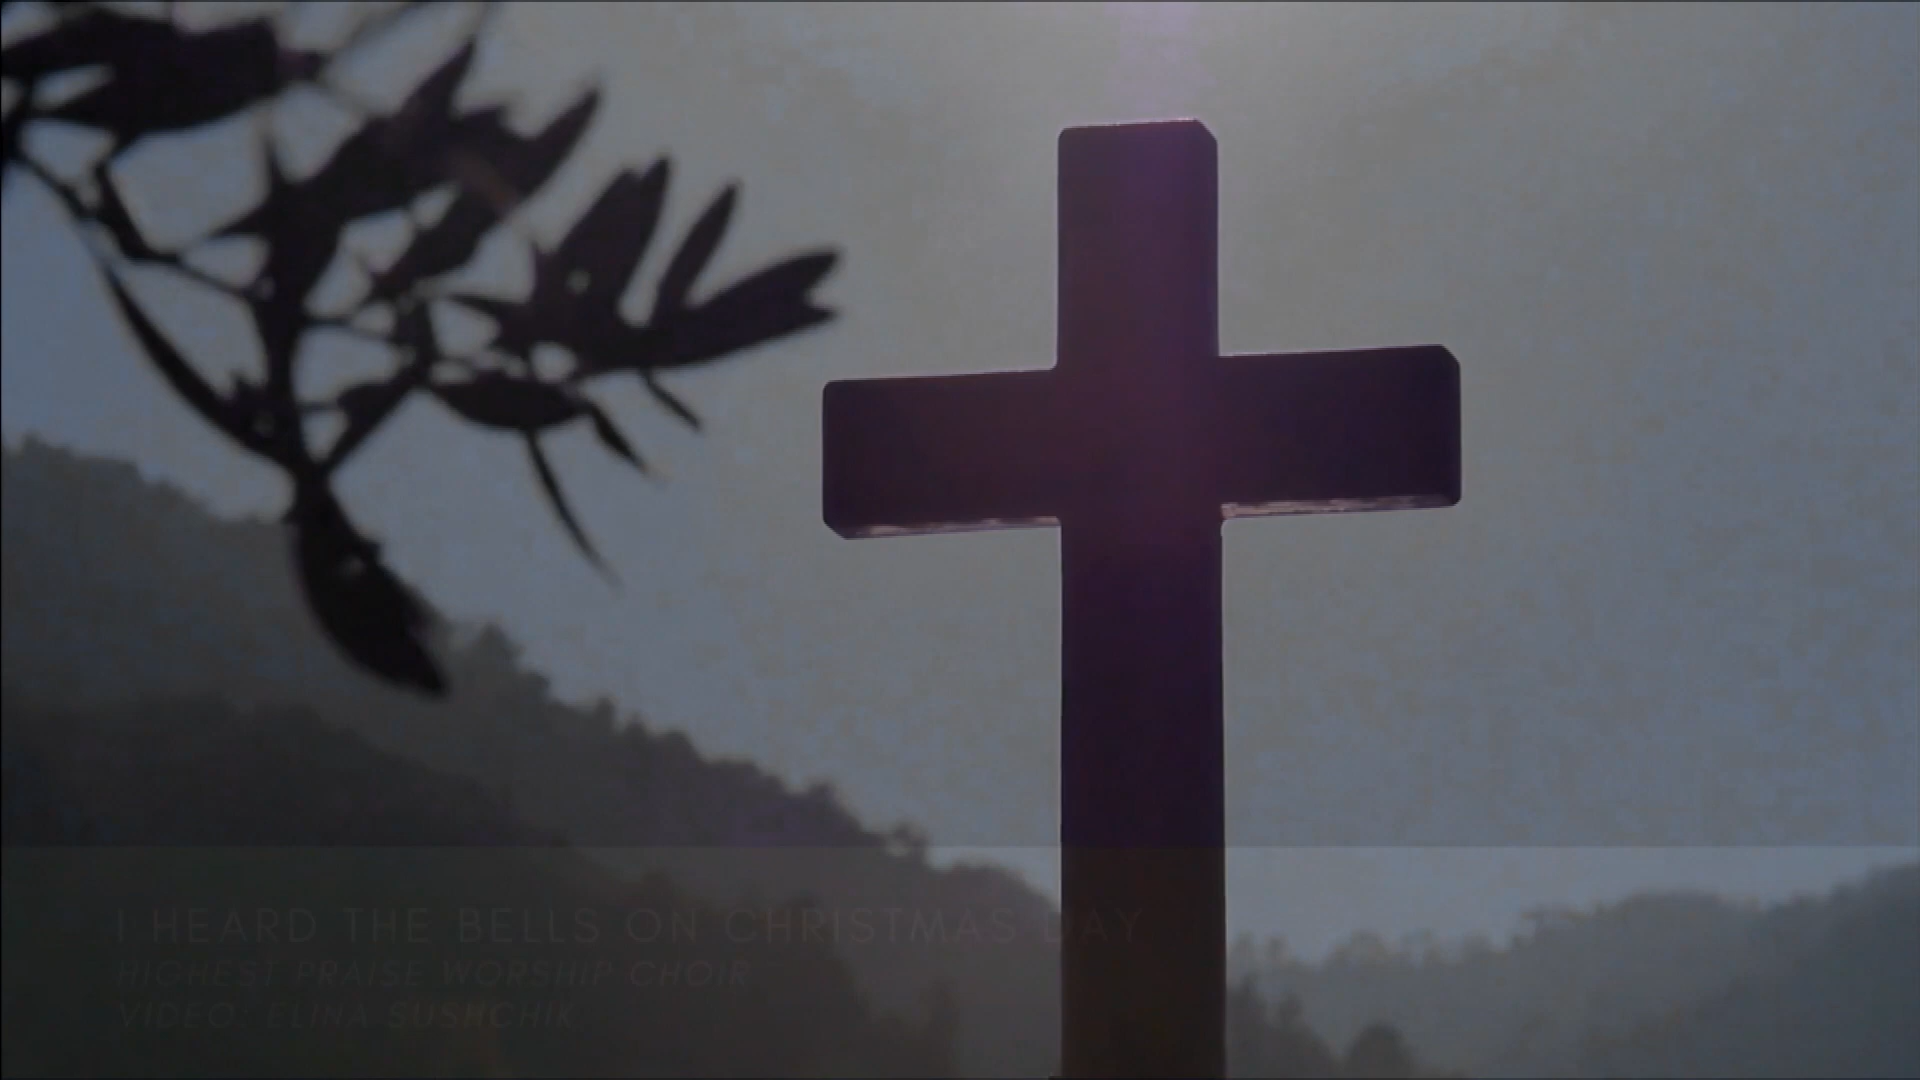 I HEARD THE BELLS ON CHRISTMAS DAY
HIGHEST PRAISE WORSHIP CHOIR
VIDEO: ELINA SUSHCHIK